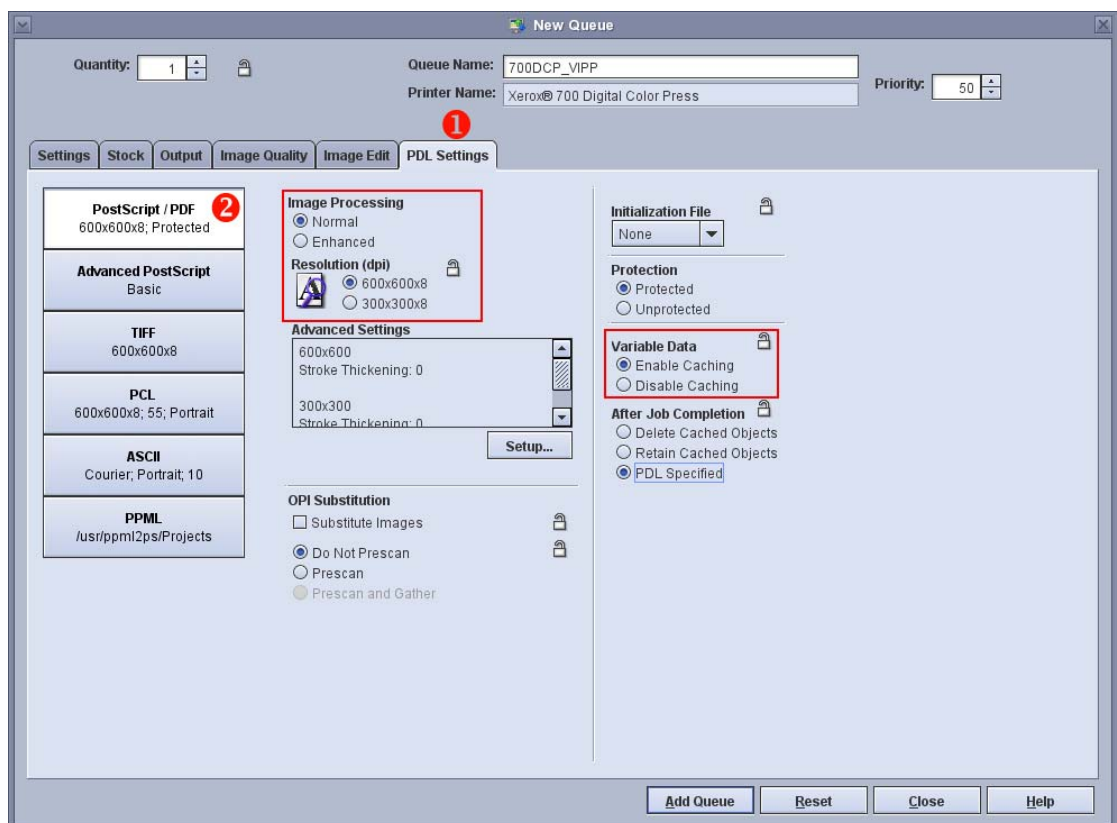 New Queue
Quantity: 1
Queue Name: 700DCP_VIPP
Printer Name: Xerox® 700 Digital Color Press
Priority: 50
1
Settings Stock Output Image Quality Image Edit PDL Settings
PostScript / PDF
600x600x8; Protected
2
Advanced PostScript
Basic
TIFF
600x600x8
PCL
600x600x8; 55; Portrait
ASCII
Courier; Portrait; 10
PPML
/usr/ppml2ps/Projects
Image Processing
Normal
Enhanced
Resolution (dpi)
600x600x8
300x300x8
Advanced Settings
600x600
Stroke Thickening: 0
300x300
Stroke Thickening: 0
Setup...
OPI Substitution
Substitute Images
Do Not Prescan
Prescan
Prescan and Gather
Initialization File
None
Protection
Protected
Unprotected
Variable Data
Enable Caching
Disable Caching
After Job Completion
Delete Cached Objects
Retain Cached Objects
PDL Specified
Add Queue Reset Close Help